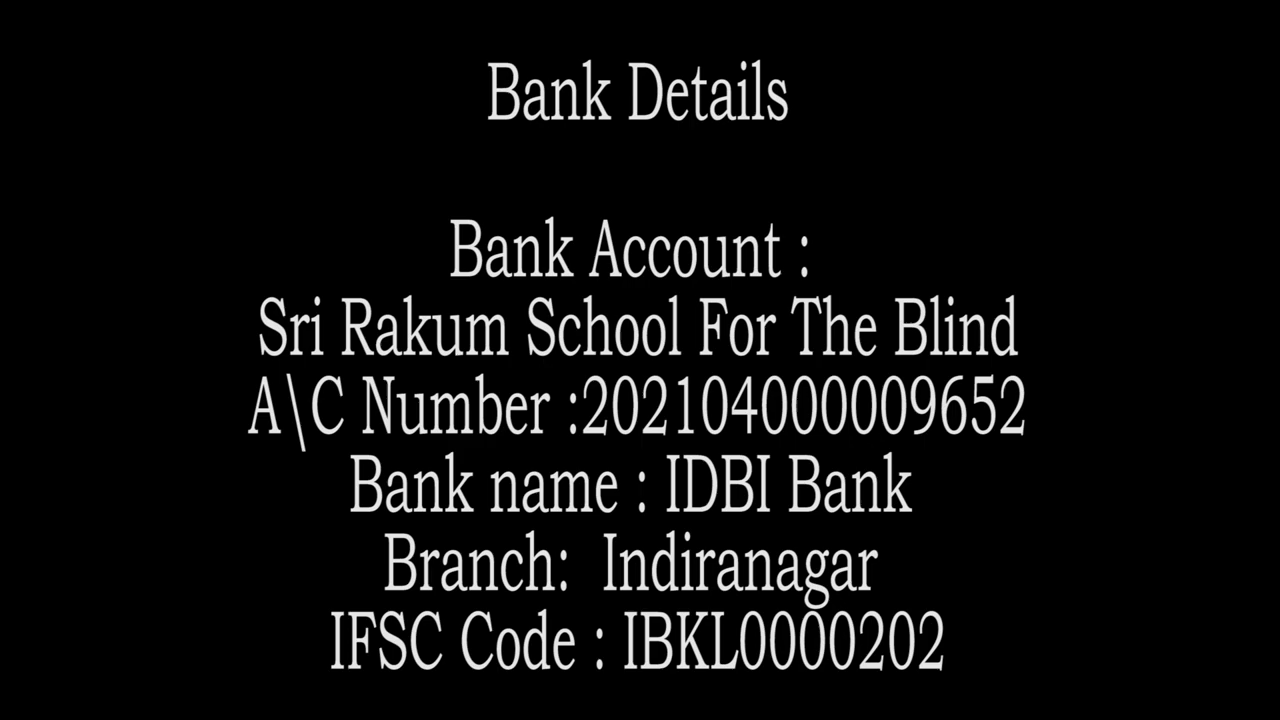 Bank Details
Bank Account :
Sri Rakum School For The Blind
A\C Number :202104000009652
Bank name : IDBI Bank
Branch: Indiranagar
IFSC Code : IBKL0000202